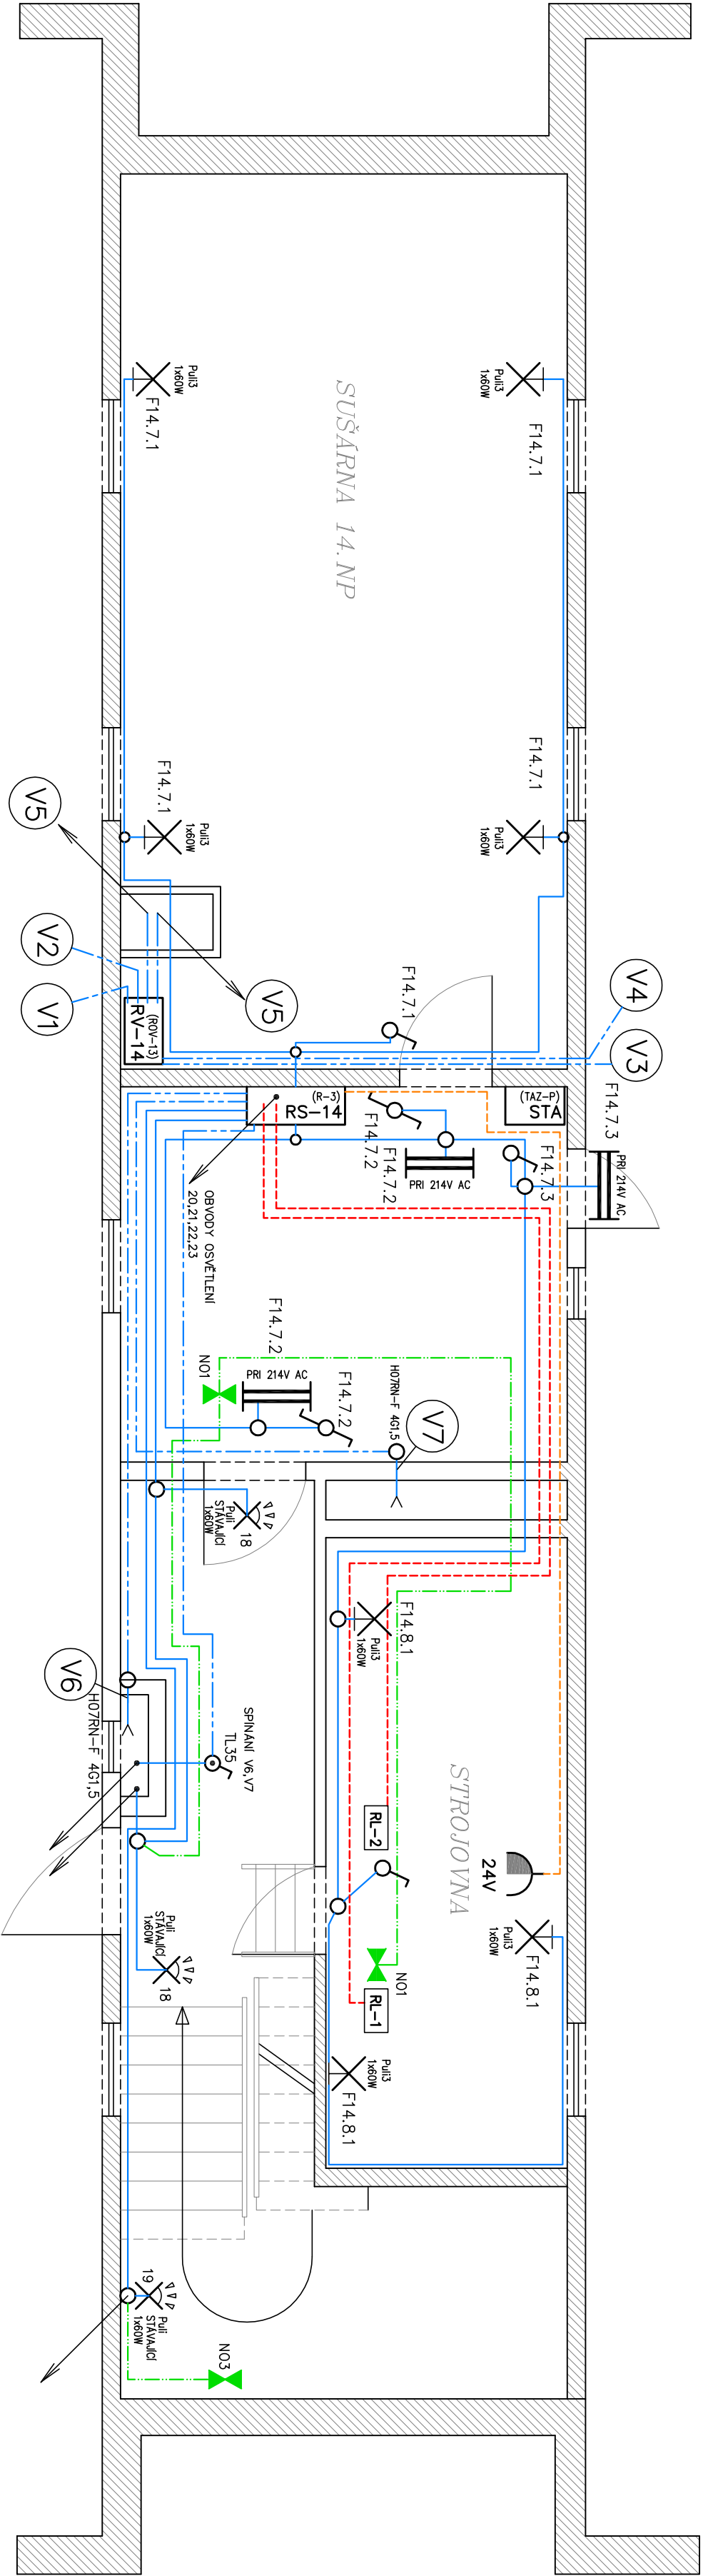 Puli3
1x60W
F14.7.1
Puli3
1x60W
F14.7.1
SUŠÁRNA 14.NP
F14.7.1
Puli3
1x60W
F14.7.1
Puli3
1x60W
V5
V2
V1
V5
(ROV-13)
RV-14
F14.7.1
V4
V3
(R-3)
RS-14
(TAZ-P)
STA
F14.7.2
F14.7.2
PRI 214V AC
F14.7.3
F14.7.3
PRI 214V AC
OBVODY OSVĚTLENÍ
20,21,22,23
F14.7.2
NO1
PRI 214V AC
F14.7.2
H07RN-F 4G1,5
V7
18
Puli
STÁVAJÍCÍ
1x60W
F14.8.1
Puli3
1x60W
V6
H07RN-F 4G1,5
SPÍNÁNÍ V6,V7
TL35
STROJOVNA
RL-2
24V
Puli3
1x60W
F14.8.1
Puli
STÁVAJÍCÍ
1x60W
18
NO1
RL-1
Puli3
1x60W
F14.8.1
19
Puli
STÁVAJÍCÍ
1x60W
NO3